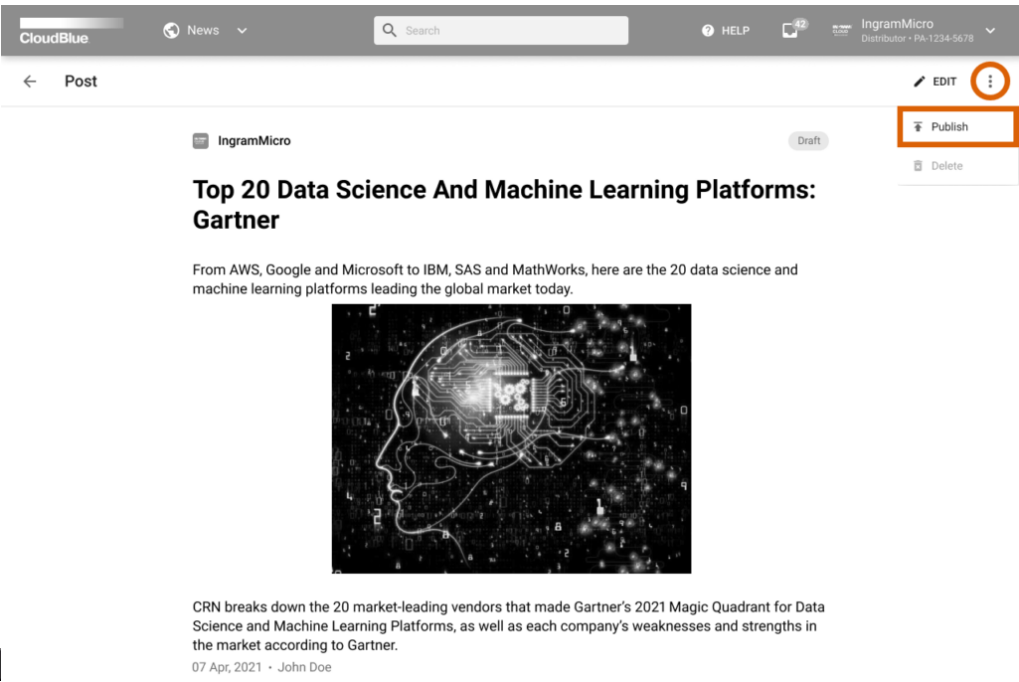 CloudBlue
News
Search
HELP
42
IngramMicro
Distributor • PA-1234-5678
Post
EDIT
Publish
Delete
IngramMicro
Draft
Top 20 Data Science And Machine Learning Platforms:
Gartner
From AWS, Google and Microsoft to IBM, SAS and MathWorks, here are the 20 data science and
machine learning platforms leading the global market today.
CRN breaks down the 20 market-leading vendors that made Gartner’s 2021 Magic Quadrant for Data
Science and Machine Learning Platforms, as well as each company’s weaknesses and strengths in
the market according to Gartner.
07 Apr, 2021 • John Doe